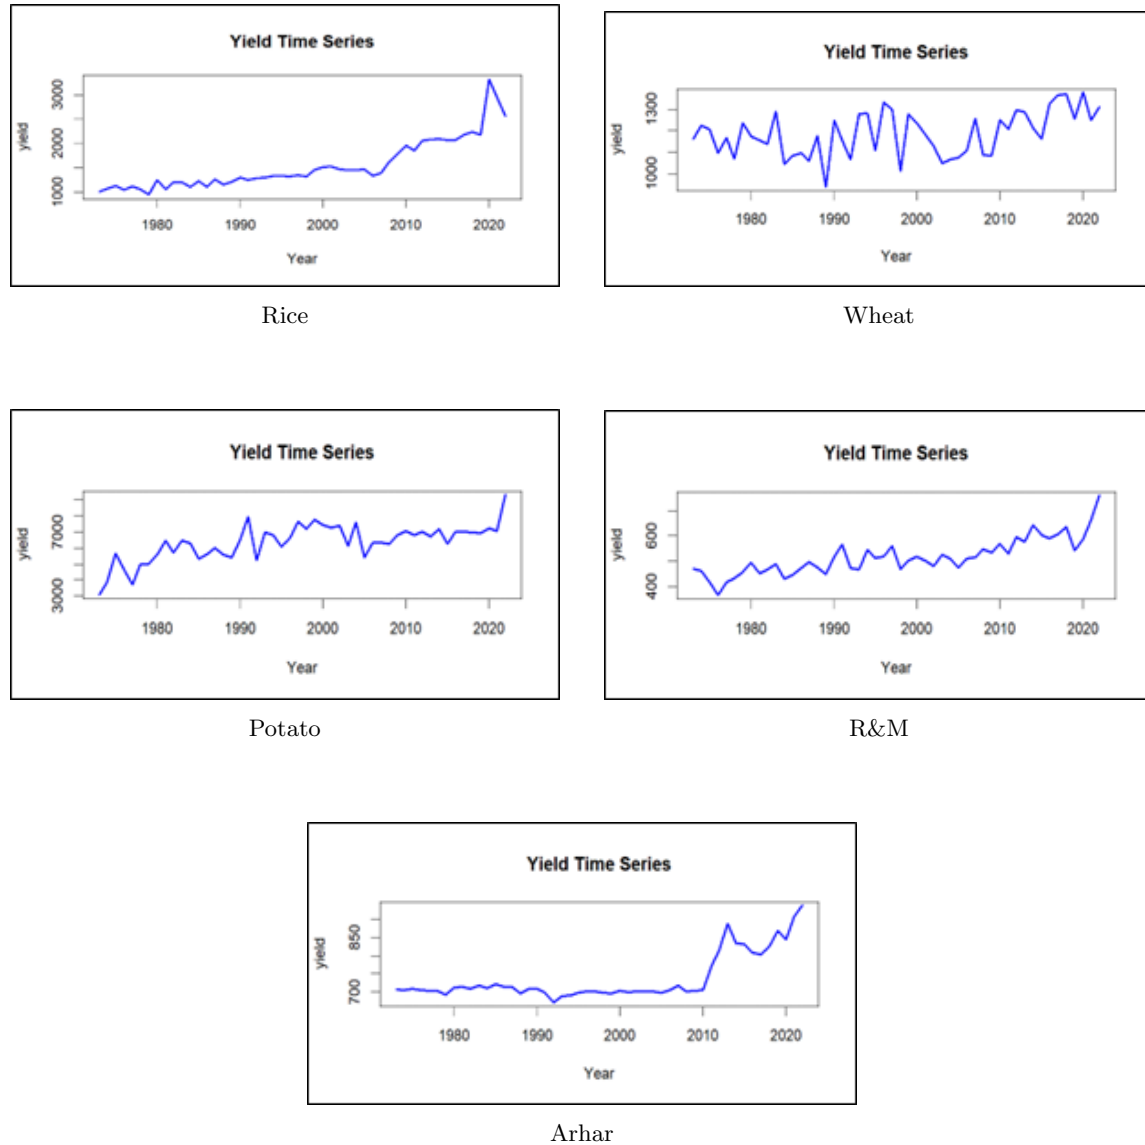 Yield Time Series
yield
1000 2000 3000
1980 1990 2000 2010 2020
Year
Rice
Yield Time Series
yield
1000 1300
1980 1990 2000 2010 2020
Year
Wheat
Yield Time Series
yield
3000 7000
1980 1990 2000 2010 2020
Year
Potato
Yield Time Series
yield
400 600
1980 1990 2000 2010 2020
Year
R&M
Yield Time Series
yield
700 850
1980 1990 2000 2010 2020
Year
Arhar